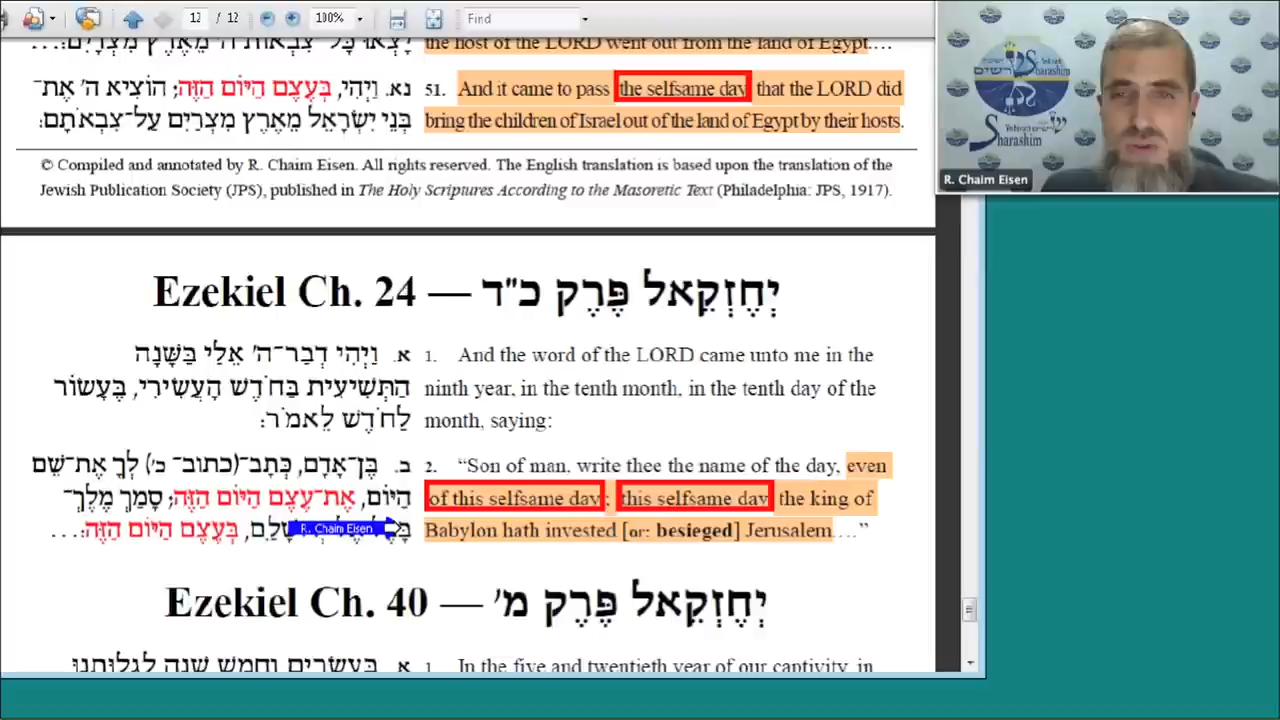 12 / 12
100%
Find
יָצְאוּ כָּל־צִבְאוֹת ה' מֵאֶרֶץ מִצְרָיִם:…
the host of the LORD went out from the land of Egypt….
נא. וַיְהִי, בְּעֶצֶם הַיּוֹם הַזֶּה; הוֹצִיא ה' אֶת־
בְּנֵי יִשְׂרָאֵל מֵאֶרֶץ מִצְרַיִם עַל־צִבְאֹתָם:
51. And it came to pass the selfsame day that the LORD did
bring the children of Israel out of the land of Egypt by their hosts.
© Compiled and annotated by R. Chaim Eisen. All rights reserved. The English translation is based upon the translation of the
Jewish Publication Society (JPS), published in The Holy Scriptures According to the Masoretic Text (Philadelphia: JPS, 1917).
Ezekiel Ch. 24 — יְחֶזְקֵאל פֶּרֶק כ"ד
א. וַיְהִי דְבַר־ה' אֵלַי בַּשָּׁנָה
הַתְּשִׁיעִית בַּחֹדֶשׁ הָעֲשִׂירִי, בֶּעָשׂוֹר
לַחֹדֶשׁ לֵאמֹר:
1. And the word of the LORD came unto me in the
ninth year, in the tenth month, in the tenth day of the
month, saying:
ב. בֶּן־אָדָם, כְּתָב־(כתוב־ כ') לְךָ אֶת־שֵׁם
הַיּוֹם, אֶת־עֶצֶם הַיּוֹם הַזֶּה; סָמַךְ מֶלֶךְ־
בְּעֶצֶם הַיּוֹם הַזֶּה:…
2. “Son of man, write thee the name of the day, even
of this selfsame day; this selfsame day the king of
Babylon hath invested [or: besieged] Jerusalem….”
R. Chaim Eisen
Ezekiel Ch. 40 — יְחֶזְקֵאל פֶּרֶק מ'
א. בְּעֶשְׂרִים וְחָמֵשׁ שָׁנָה לְגָלוּתֵנוּ
1. In the five and twentieth year of our captivity, in
R. Chaim Eisen
Sharashim